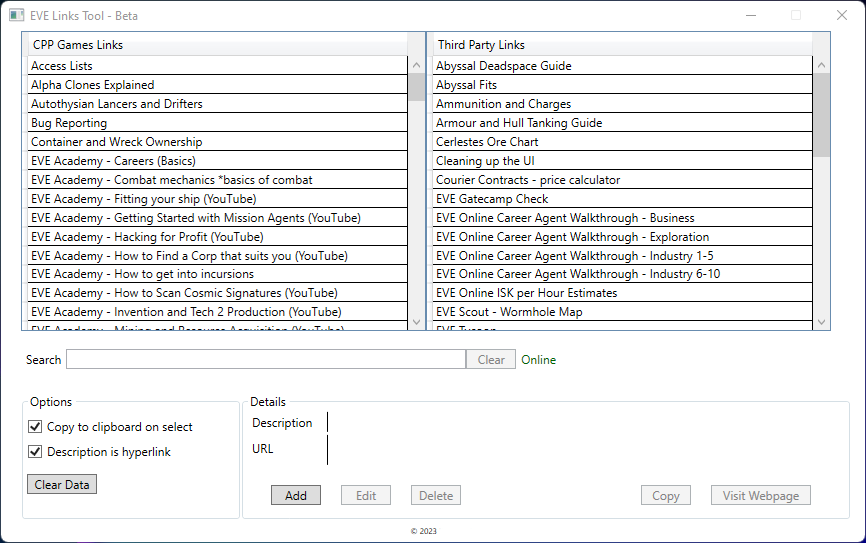 EVE Links Tool - Beta
CPP Games Links
Access Lists
Alpha Clones Explained
Autothysian Lancers and Drifters
Bug Reporting
Container and Wreck Ownership
EVE Academy - Careers (Basics)
EVE Academy - Combat mechanics *basics of combat
EVE Academy - Fitting your ship (YouTube)
EVE Academy - Getting Started with Mission Agents (YouTube)
EVE Academy - Hacking for Profit (YouTube)
EVE Academy - How to Find a Corp that suits you (YouTube)
EVE Academy - How to get into incursions
EVE Academy - How to Scan Cosmic Signatures (YouTube)
EVE Academy - Invention and Tech 2 Production (YouTube)
EVE Academy - Mining and Resource Acquisition (YouTube)
Third Party Links
Abyssal Deadspace Guide
Abyssal Fits
Ammunition and Charges
Armour and Hull Tanking Guide
Cerlestes Ore Chart
Cleaning up the UI
Courier Contracts - price calculator
EVE Gatecamp Check
EVE Online Career Agent Walkthrough - Business
EVE Online Career Agent Walkthrough - Exploration
EVE Online Career Agent Walkthrough - Industry 1-5
EVE Online Career Agent Walkthrough - Industry 6-10
EVE Online ISK per Hour Estimates
EVE Scout - Wormhole Map
EVE Tycoon
Search
Clear
Online
Options
Copy to clipboard on select
Description is hyperlink
Clear Data
Details
Description
URL
Add
Edit
Delete
Copy
Visit Webpage
© 2023